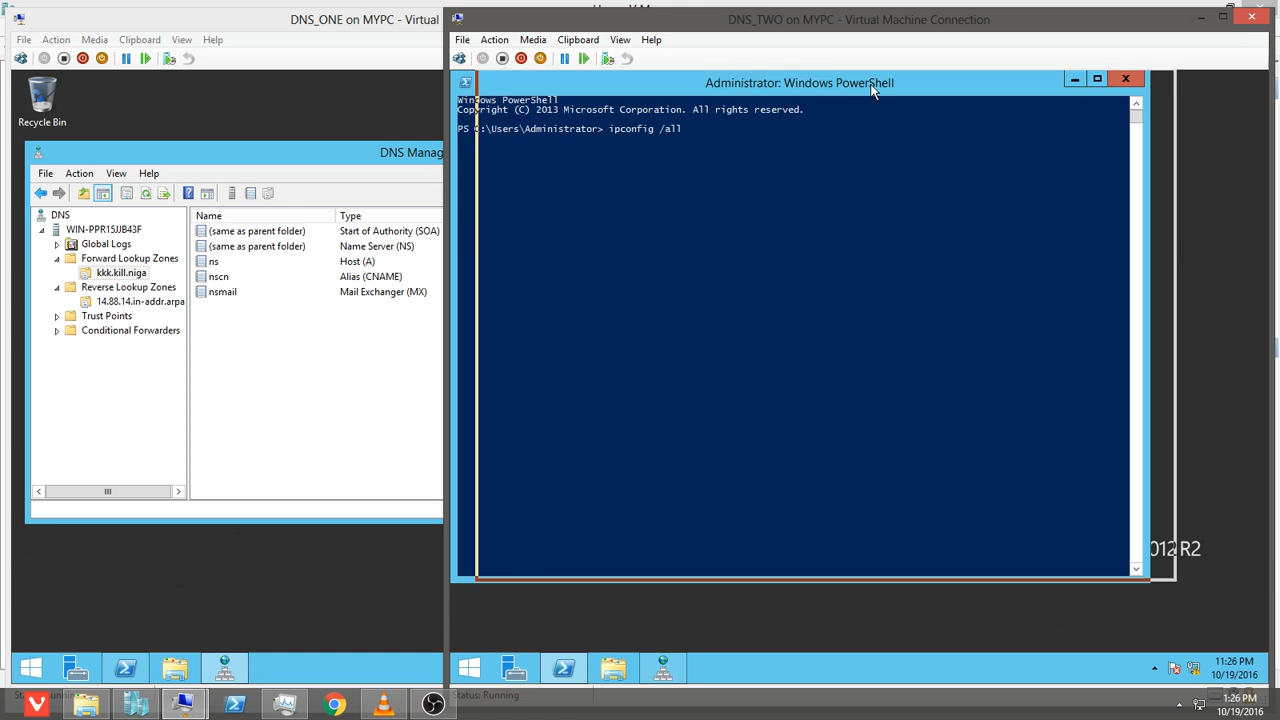 DNS_ONE on MYPC - Virtual
File Action Media Clipboard View Help
Recycle Bin
DNS Manag
File Action View Help
DNS
WIN-PPR15JJB43F
Global Logs
Forward Lookup Zones
kkk.kill.niga
Reverse Lookup Zones
14.88.14.in-addr.arpa
Trust Points
Conditional Forwarders
Name Type
(same as parent folder) Start of Authority (SOA)
(same as parent folder) Name Server (NS)
ns Host (A)
nscn Alias (CNAME)
nsmail Mail Exchanger (MX)
DNS_TWO on MYPC - Virtual Machine Connection
File Action Media Clipboard View Help
Administrator: Windows PowerShell
Windows PowerShell
Copyright (C) 2013 Microsoft Corporation. All rights reserved.
PS C:\Users\Administrator> ipconfig /all
012 R2
11:26 PM
10/19/2016
Status: Running
1:26 PM
10/19/2016